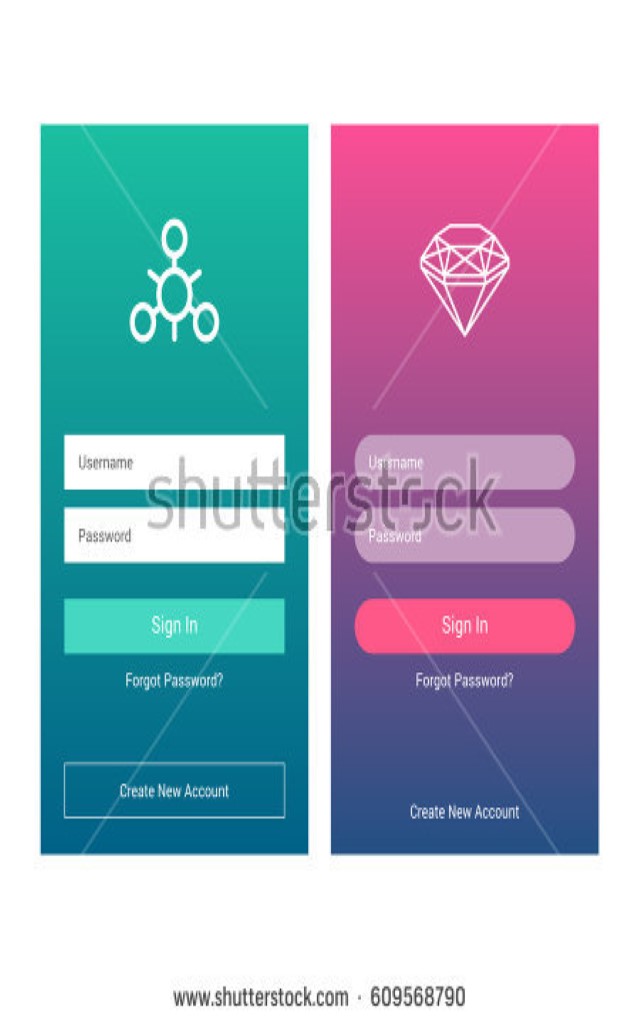 Username
Password
Sign In
Forgot Password?
Create New Account
Username
Password
Sign In
Forgot Password?
Create New Account
shutterstock
www.shutterstock.com · 609568790